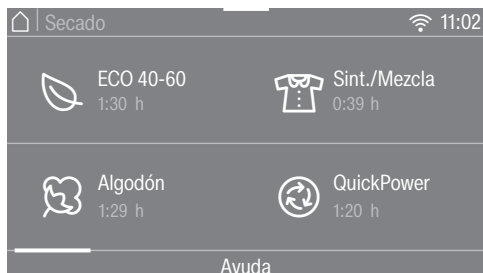 Secado 11:02
ECO 40-60
1:30 h
Sint./Mezcla
0:39 h
Algodón
1:29 h
QuickPower
1:20 h
Ayuda